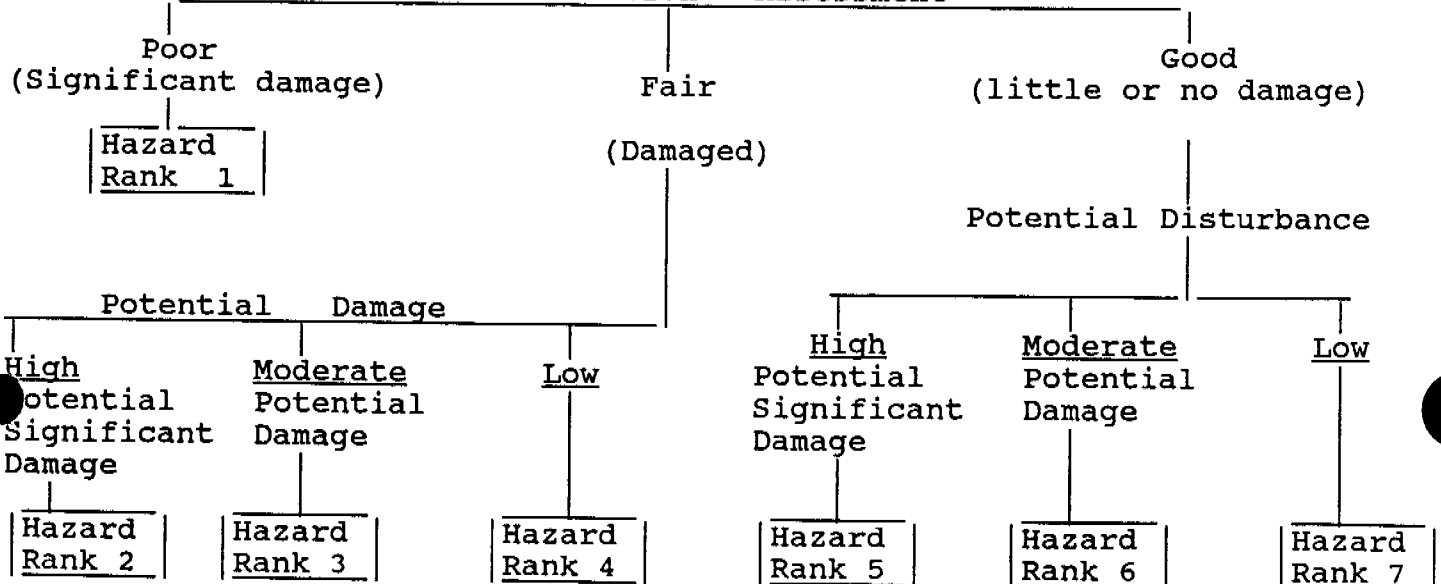 Poor
(Significant damage)
Hazard
Rank 1
Fair
(Damaged)
Good
(little or no damage)
Potential Disturbance
Potential Damage
High
Significant
Damage
Hazard
Rank 2
Moderate
Potential
Damage
Hazard
Rank 3
Low
Hazard
Rank 4
High
Potential
Significant
Damage
Hazard
Rank 5
Moderate
Potential
Damage
Hazard
Rank 6
Low
Hazard
Rank 7